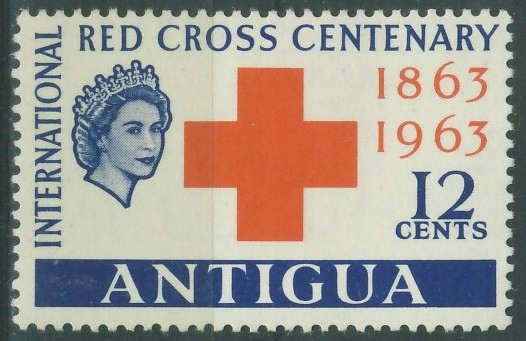 INTERNATIONAL
RED CROSS CENTENARY
1863
1963
12
CENTS
ANTIGUA